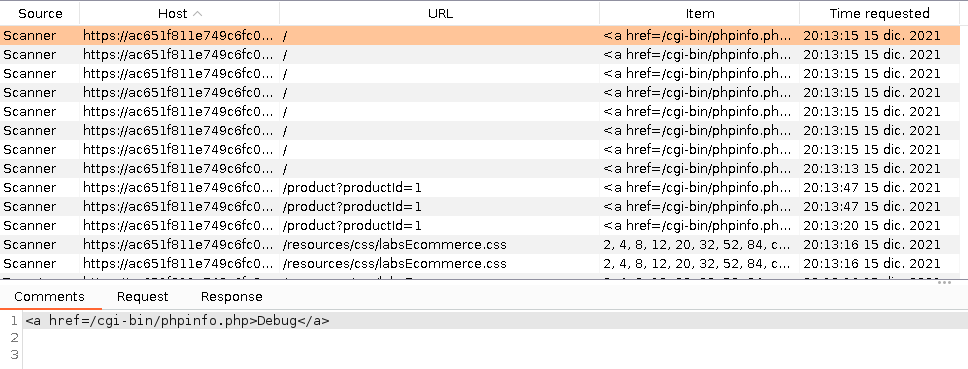 Source Host URL Item Time requested
Scanner https://ac651f811e749c6fc0... / <a href=/cgi-bin/phpinfo.ph... 20:13:15 15 dic. 2021
Scanner https://ac651f811e749c6fc0... / <a href=/cgi-bin/phpinfo.ph... 20:13:15 15 dic. 2021
Scanner https://ac651f811e749c6fc0... / <a href=/cgi-bin/phpinfo.ph... 20:13:15 15 dic. 2021
Scanner https://ac651f811e749c6fc0... / <a href=/cgi-bin/phpinfo.ph... 20:13:15 15 dic. 2021
Scanner https://ac651f811e749c6fc0... / <a href=/cgi-bin/phpinfo.ph... 20:13:15 15 dic. 2021
Scanner https://ac651f811e749c6fc0... / <a href=/cgi-bin/phpinfo.ph... 20:13:15 15 dic. 2021
Scanner https://ac651f811e749c6fc0... / <a href=/cgi-bin/phpinfo.ph... 20:13:15 15 dic. 2021
Scanner https://ac651f811e749c6fc0... / <a href=/cgi-bin/phpinfo.ph... 20:13:13 15 dic. 2021
Scanner https://ac651f811e749c6fc0... /product?productId=1 <a href=/cgi-bin/phpinfo.ph... 20:13:47 15 dic. 2021
Scanner https://ac651f811e749c6fc0... /product?productId=1 <a href=/cgi-bin/phpinfo.ph... 20:13:47 15 dic. 2021
Scanner https://ac651f811e749c6fc0... /product?productId=1 <a href=/cgi-bin/phpinfo.ph... 20:13:20 15 dic. 2021
Scanner https://ac651f811e749c6fc0... /resources/css/labsEcommerce.css 2, 4, 8, 12, 20, 32, 52, 84, c... 20:13:16 15 dic. 2021
Scanner https://ac651f811e749c6fc0... /resources/css/labsEcommerce.css 2, 4, 8, 12, 20, 32, 52, 84, c... 20:13:16 15 dic. 2021
Comments Request Response
1 <a href=/cgi-bin/phpinfo.php>Debug</a>
2
3